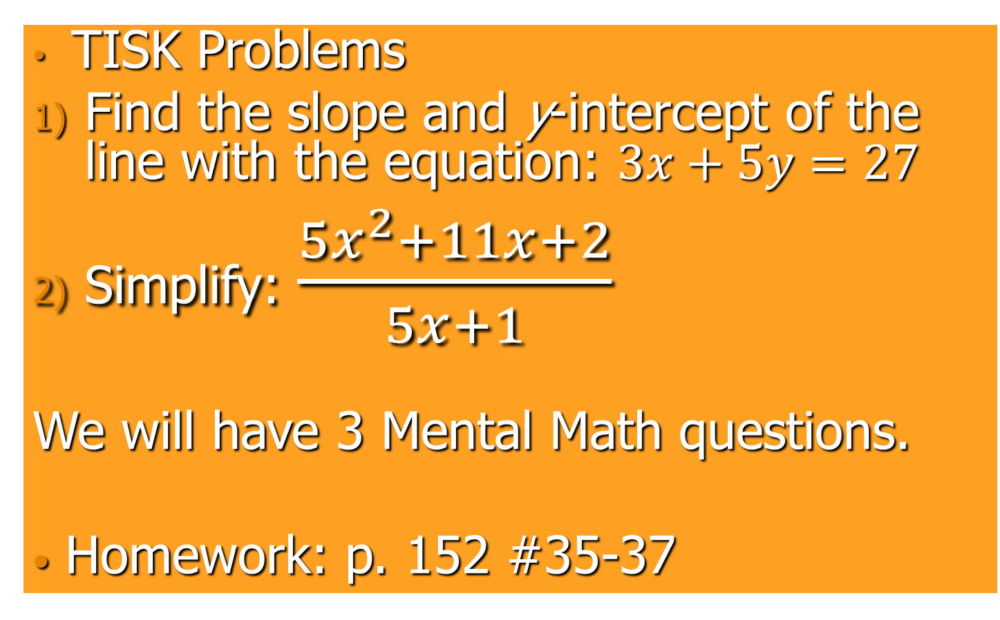 • TISK Problems
1) Find the slope and y-intercept of the
line with the equation: 3x + 5y = 27
2) Simplify: \frac{5x^2+11x+2}{5x+1}
We will have 3 Mental Math questions.
• Homework: p. 152 #35-37